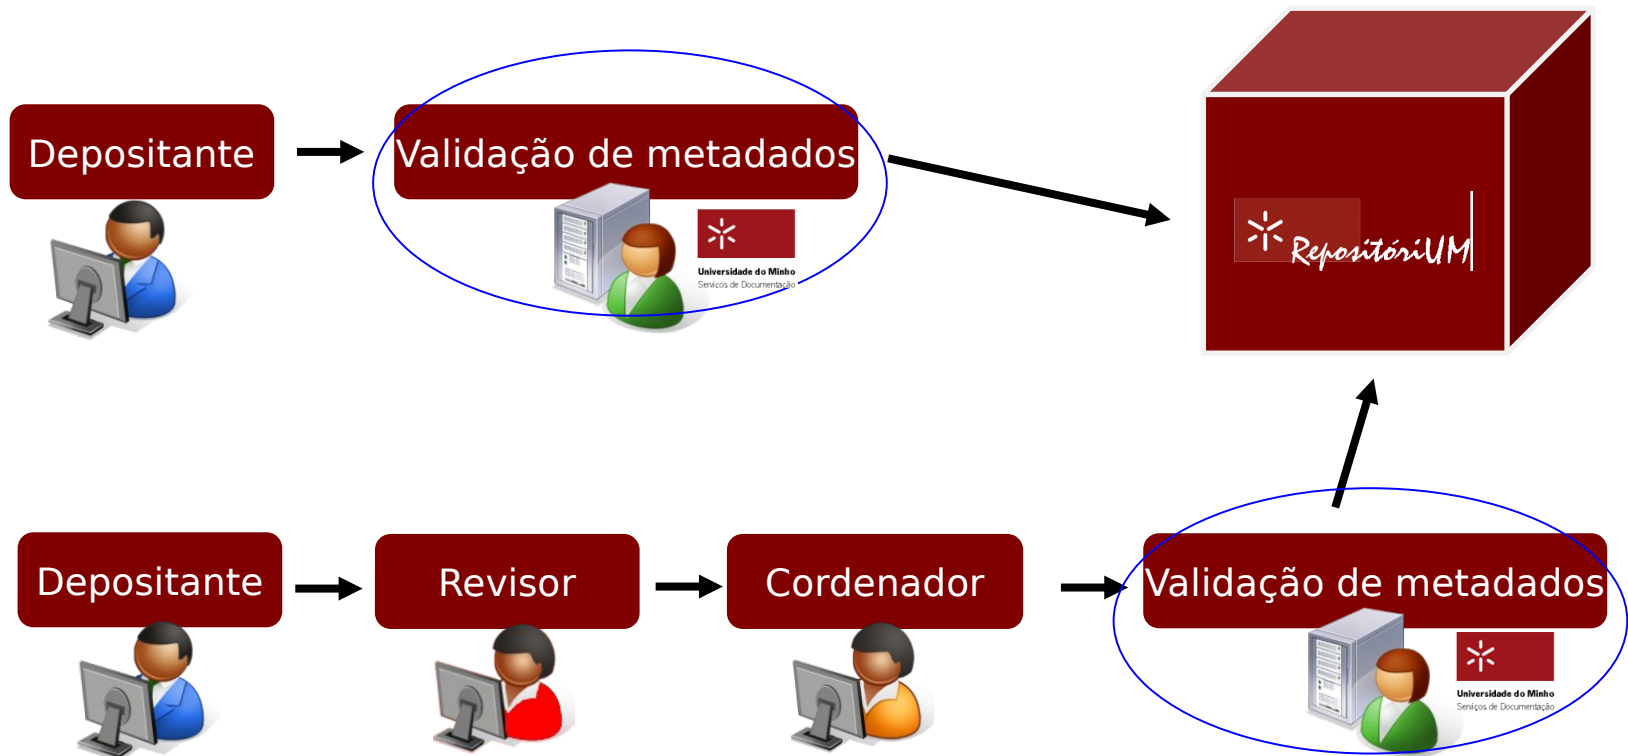 Depositante
Validação de metadados
Universidade do Minho
Serviços de Documentação
RepositóriUM
Depositante
Revisor
Cordenador
Validação de metadados
Universidade do Minho
Serviços de Documentação